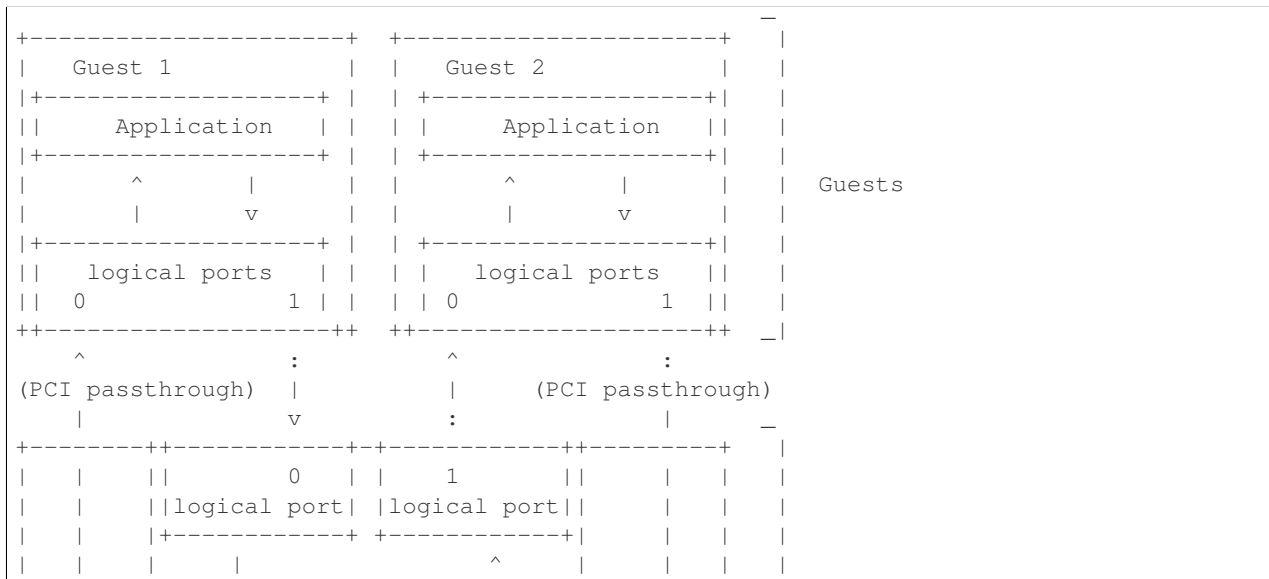 _
+----------------------+  +----------------------+    |
|   Guest 1            |  |   Guest 2            |    |
|+-------------------+ |  | +-------------------+|    |
||     Application   | |  | |     Application   ||    |
|+-------------------+ |  | +-------------------+|    |
|       ^       |      |  |       ^       |      |    |  Guests
|       |       v      |  |       |       v      |    |
|+-------------------+ |  | +-------------------+|    |
||   logical ports   | |  | |   logical ports   ||    |
||  0              1 | |  | | 0              1  ||    |
++--------------------++  ++--------------------++  _|
    ^              :          ^              :
(PCI passthrough)  |          |     (PCI passthrough)
    |              v          :              |      _
+--------++------------+-+------------++---------+    |
|   |    ||        0   | |   1        ||     |   |    |
|   |    ||logical port| |logical port||     |   |    |
|   |    |+------------+ +------------+|     |   |    |
|   |    |     |                 ^     |     |   |    |